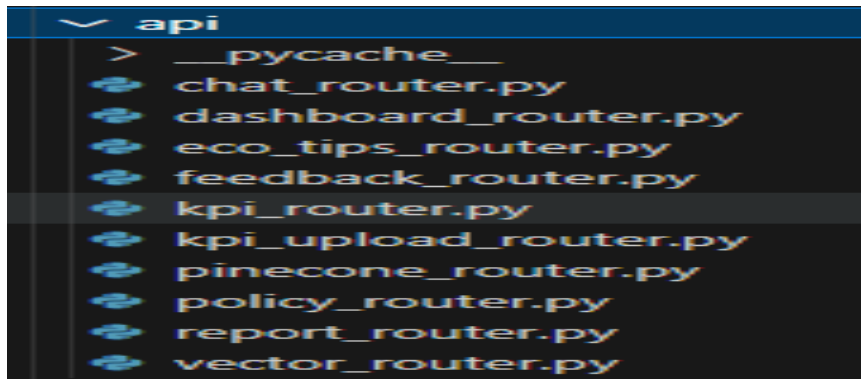 api
__pycache__
chat_router.py
dashboard_router.py
eco_tips_router.py
feedback_router.py
kpi_router.py
kpi_upload_router.py
pinecone_router.py
policy_router.py
report_router.py
vector_router.py